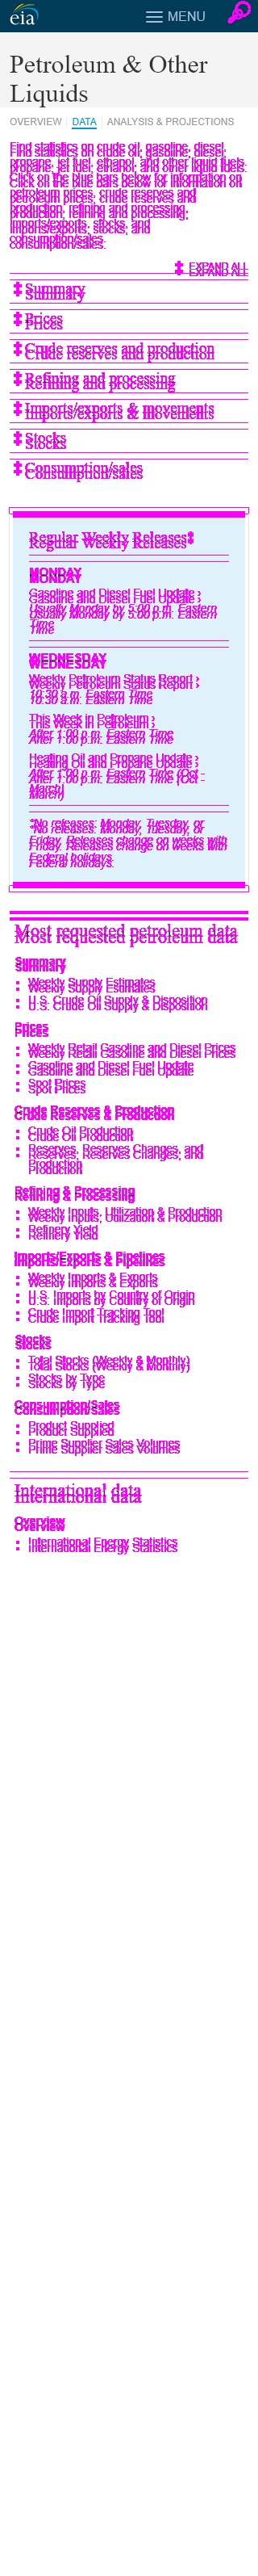 eia
MENU
Petroleum & Other
Liquids
OVERVIEW DATA ANALYSIS & PROJECTIONS
Find statistics on crude oil, gasoline, diesel,
propane, jet fuel, ethanol, and other liquid fuels.
Click on the blue bars below for information on
petroleum prices, crude reserves and
production, refining and processing,
imports/exports, stocks, and
consumption/sales.
EXPAND ALL
Summary
Prices
Crude reserves and production
Refining and processing
Imports/exports & movements
Stocks
Consumption/sales
Regular Weekly Releases‡
MONDAY
Gasoline and Diesel Fuel Update ›
Usually Monday by 5:00 p.m. Eastern
Time
WEDNESDAY
Weekly Petroleum Status Report ›
10:30 a.m. Eastern Time
This Week in Petroleum ›
After 1:00 p.m. Eastern Time
Heating Oil and Propane Update ›
After 1:00 p.m. Eastern Time (Oct -
March)
‡No releases: Monday, Tuesday, or
Friday. Releases change on weeks with
Federal holidays.
Most requested petroleum data
Summary
Weekly Supply Estimates
U.S. Crude Oil Supply & Disposition
Prices
Weekly Retail Gasoline and Diesel Prices
Gasoline and Diesel Fuel Update
Spot Prices
Crude Reserves & Production
Crude Oil Production
Reserves, Reserves Changes, and
Production
Refining & Processing
Weekly Inputs, Utilization & Production
Refinery Yield
Imports/Exports & Pipelines
Weekly Imports & Exports
U.S. Imports by Country of Origin
Crude Import Tracking Tool
Stocks
Total Stocks (Weekly & Monthly)
Stocks by Type
Consumption/Sales
Product Supplied
Prime Supplier Sales Volumes
International data
Overview
International Energy Statistics